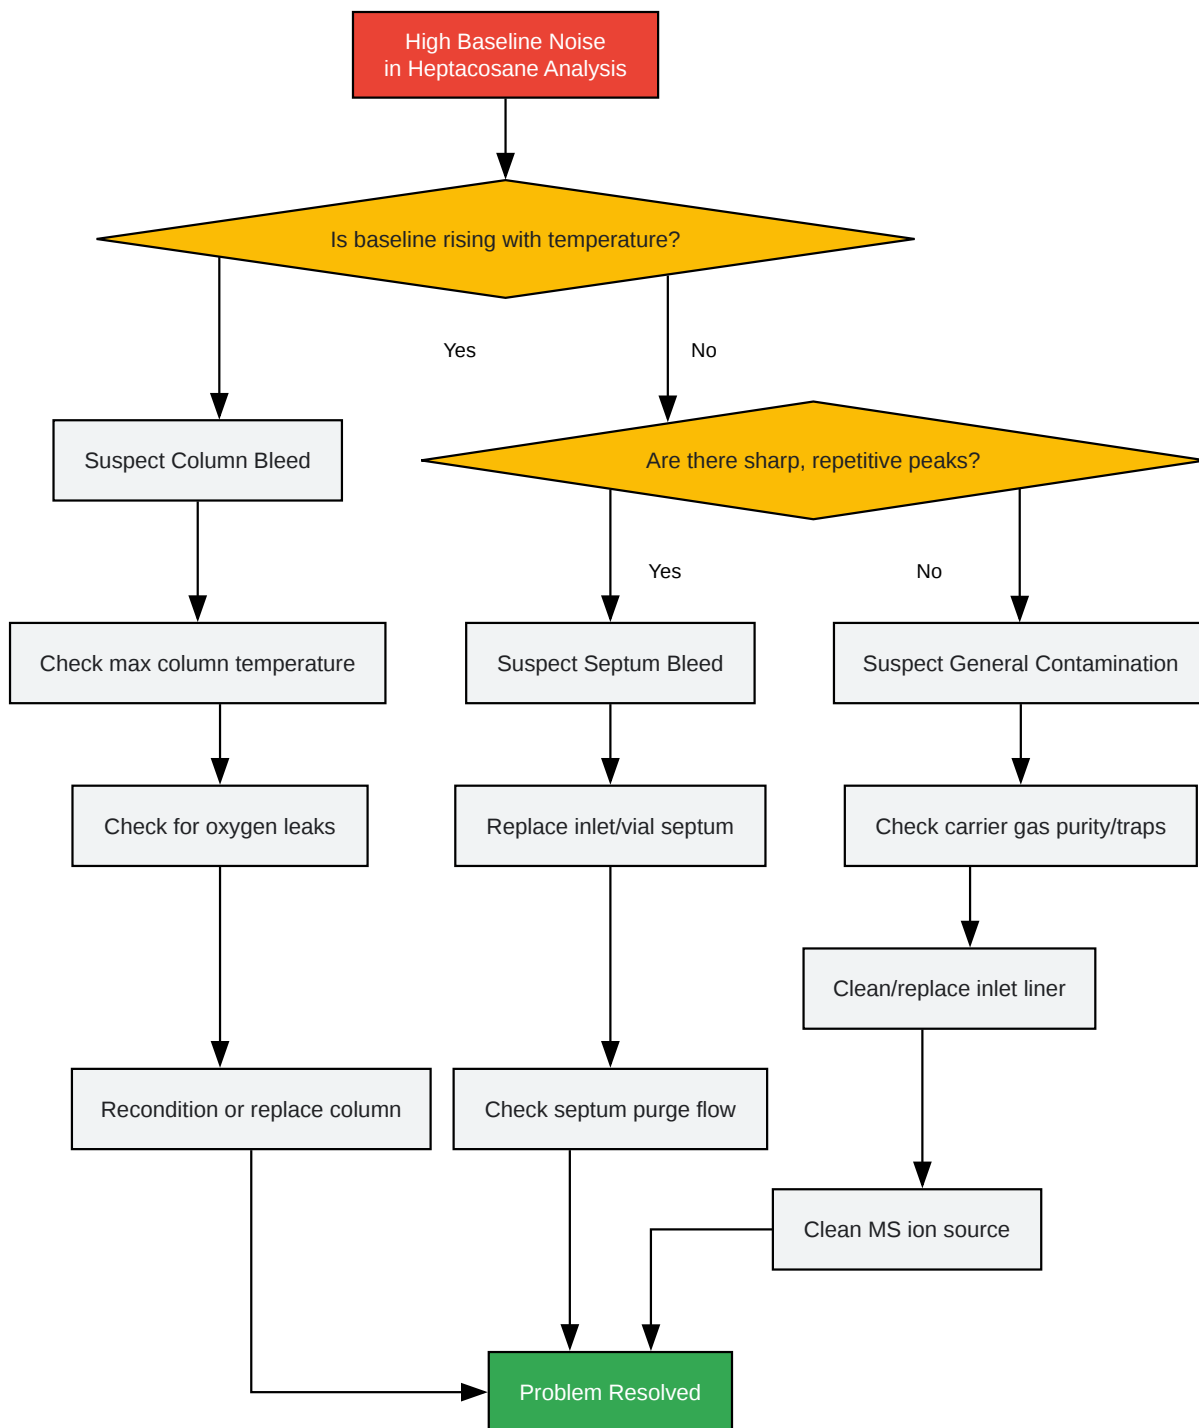 High Baseline Noise
in Heptacosane Analysis
Is baseline rising with temperature?
Yes
No
Suspect Column Bleed
Are there sharp, repetitive peaks?
Yes
No
Check max column temperature
Suspect Septum Bleed
Suspect General Contamination
Check for oxygen leaks
Replace inlet/vial septum
Check carrier gas purity/traps
Clean/replace inlet liner
Recondition or replace column
Check septum purge flow
Clean MS ion source
Problem Resolved